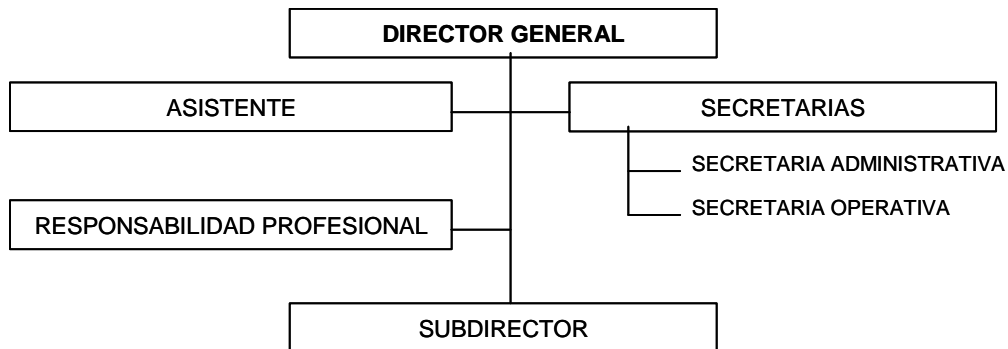 DIRECTOR GENERAL
ASISTENTE
SECRETARIAS
SECRETARIA ADMINISTRATIVA
SECRETARIA OPERATIVA
RESPONSABILIDAD PROFESIONAL
SUBDIRECTOR